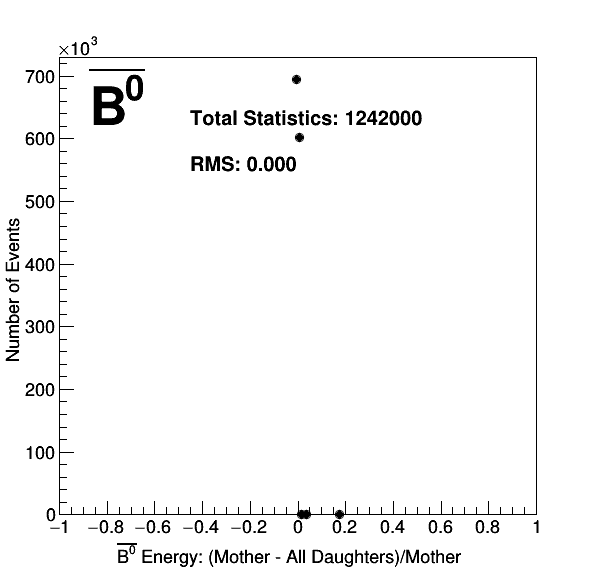 ×10³
700
B⁰
Total Statistics: 1242000
600
RMS: 0.000
500
400
300
200
100
0
Number of Events
−1 −0.8 −0.6 −0.4 −0.2 0 0.2 0.4 0.6 0.8 1
B⁰ Energy: (Mother - All Daughters)/Mother